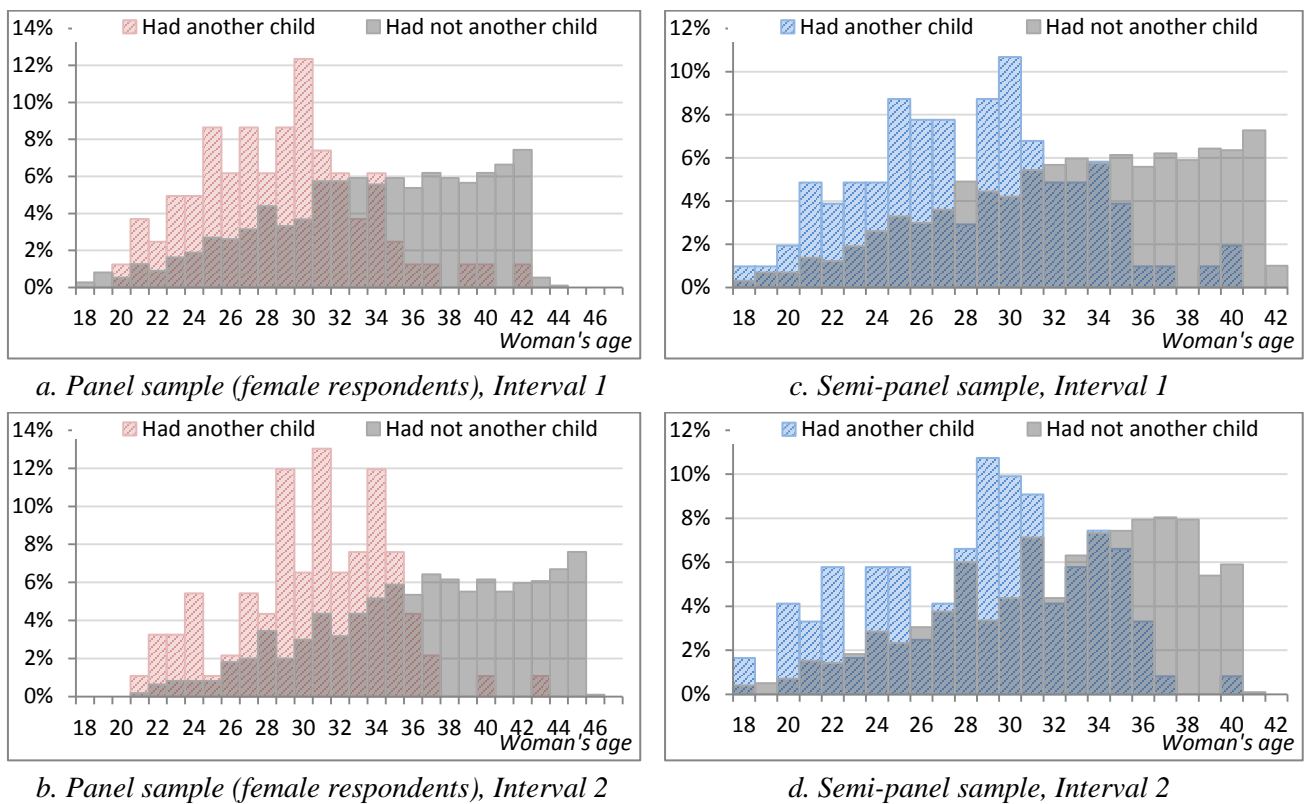 Had another child Had not another child
14%
12%
10%
8%
6%
4%
2%
0%
18 20 22 24 26 28 30 32 34 36 38 40 42 44 46
Woman's age
a. Panel sample (female respondents), Interval 1
Had another child Had not another child
12%
10%
8%
6%
4%
2%
0%
18 20 22 24 26 28 30 32 34 36 38 40 42
Woman's age
c. Semi-panel sample, Interval 1
Had another child Had not another child
14%
12%
10%
8%
6%
4%
2%
0%
18 20 22 24 26 28 30 32 34 36 38 40 42 44 46
Woman's age
b. Panel sample (female respondents), Interval 2
Had another child Had not another child
12%
10%
8%
6%
4%
2%
0%
18 20 22 24 26 28 30 32 34 36 38 40 42
Woman's age
d. Semi-panel sample, Interval 2